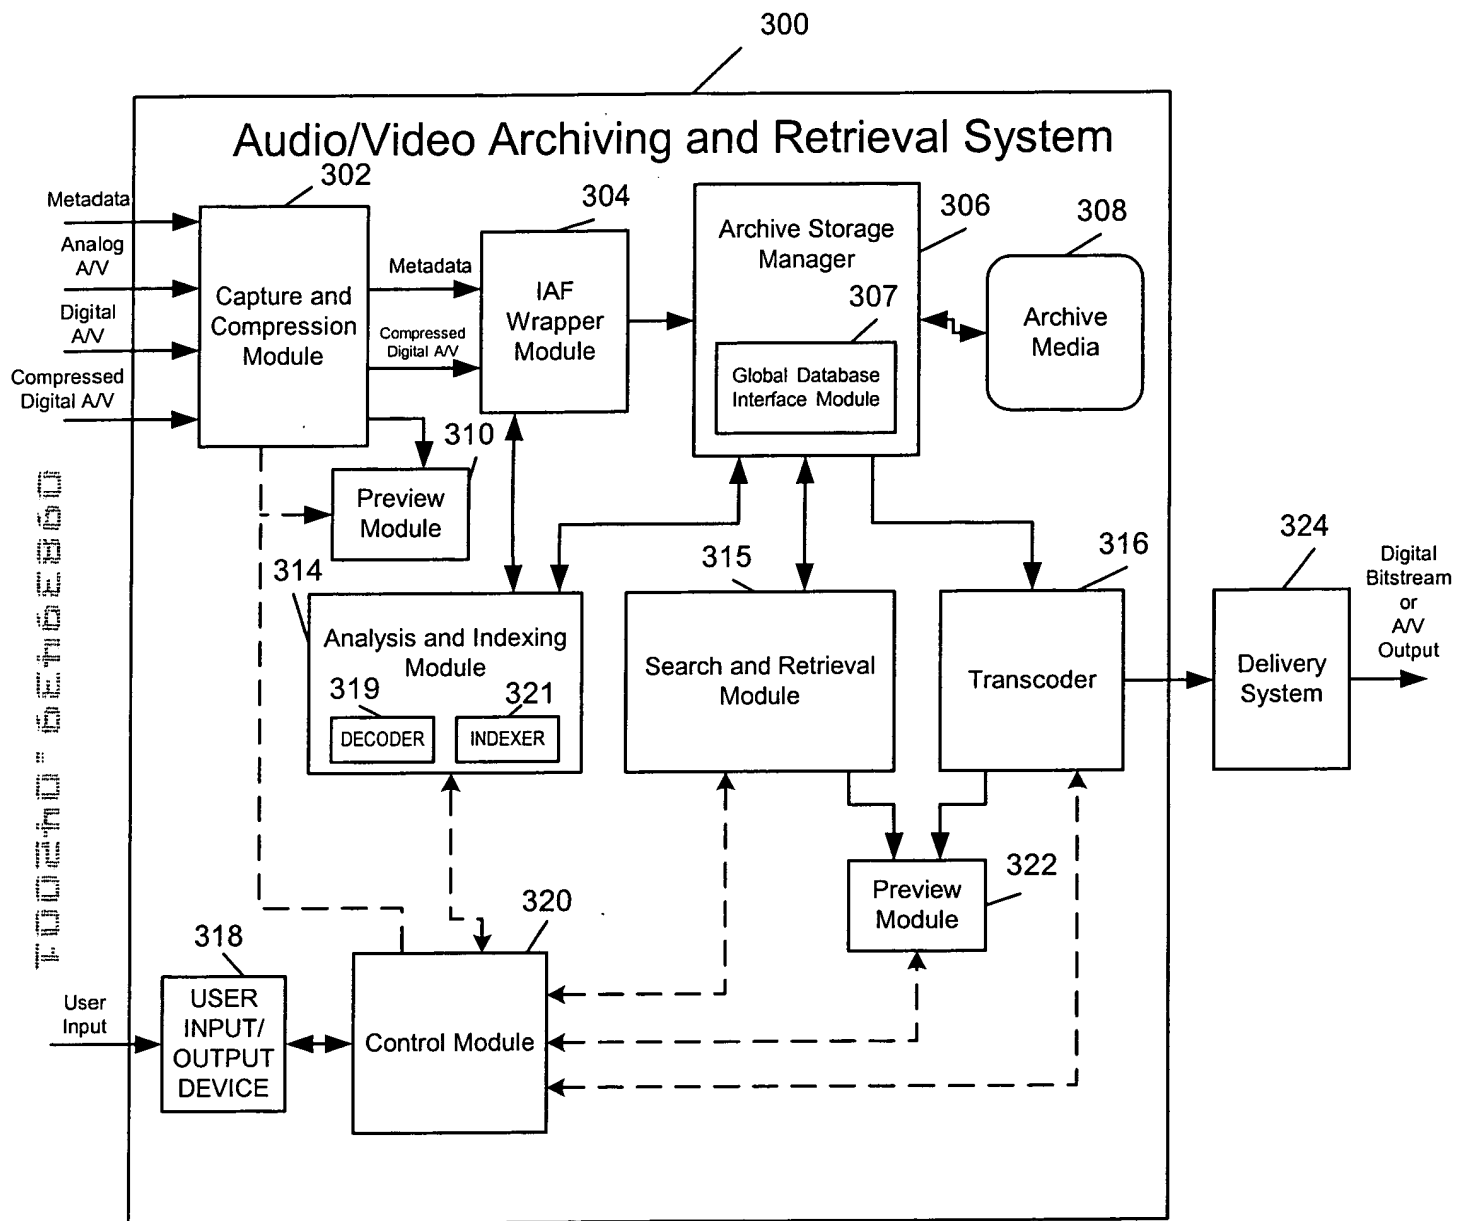 300
Audio/Video Archiving and Retrieval System
302
304
306
308
Metadata
Analog
A/V
Digital
A/V
Compressed
Digital A/V
Capture and
Compression
Module
Metadata
Compressed
Digital A/V
IAF
Wrapper
Module
Archive Storage
Manager
307
Global Database
Interface Module
Archive
Media
310
Preview
Module
314
Analysis and Indexing
Module
319
DECODER
321
INDEXER
315
Search and Retrieval
Module
316
Transcoder
324
Delivery
System
Digital
Bitstream
or
A/V
Output
322
Preview
Module
320
Control Module
318
USER
INPUT/
OUTPUT
DEVICE
User
Input